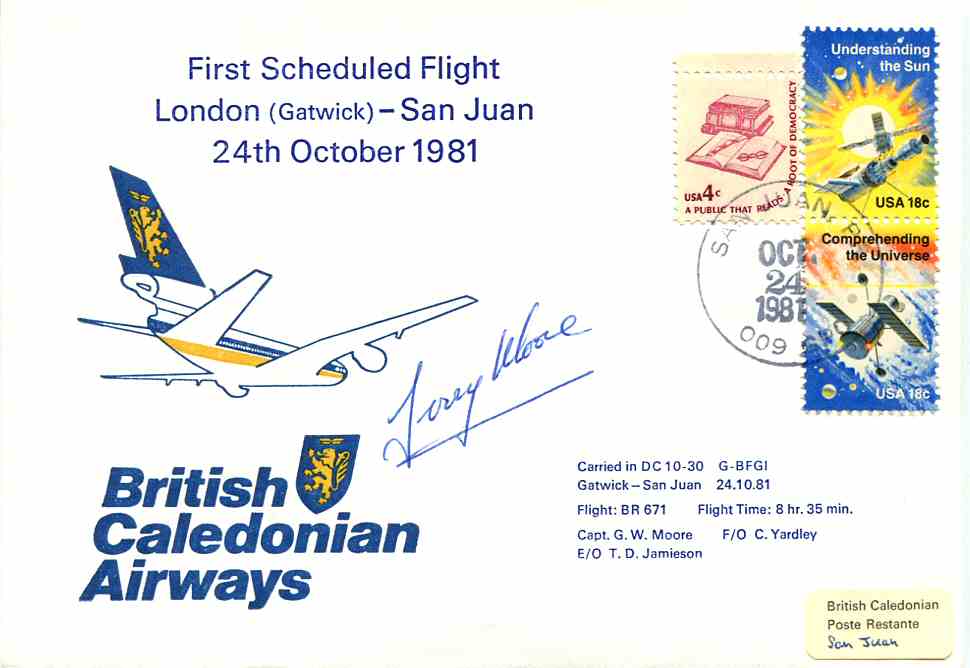 First Scheduled Flight
London (Gatwick) – San Juan
24th October 1981
USA 4c
A PUBLIC THAT READS, A ROOT OF DEMOCRACY
Understanding
the Sun
USA 18c
Comprehending
the Universe
USA 18c
SAN JUAN, P
OCT
24
1981
009
British
Caledonian
Airways
Carried in DC 10-30 G-BFGI
Gatwick – San Juan 24.10.81
Flight: BR 671 Flight Time: 8 hr. 35 min.
Capt. G. W. Moore F/O C. Yardley
E/O T. D. Jamieson
British Caledonian
Poste Restante
San Juan